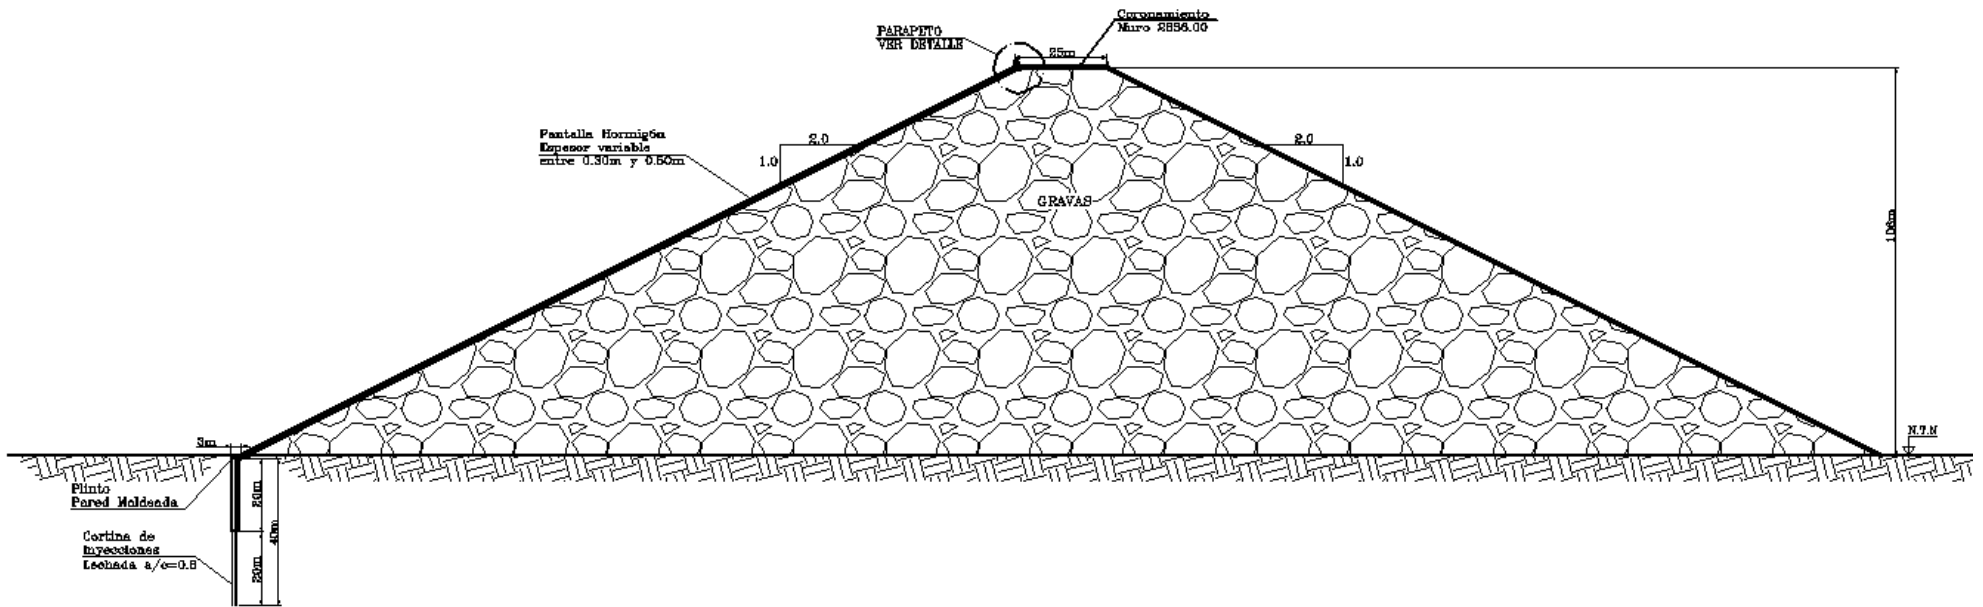 Coronamiento
Muro 2898.00
PARAPETO
VER DETALLE
25m
Pantalla Hormigón
Espesor variable
entre 0.30m y 0.50m
2.0
1.0
2.0
1.0
GRAVAS
106m
N.T.N
3m
Plinto
Pared Moldeada
20m
40m
Cortina de
Inyecciones
Lechada a/c=0.8
20m